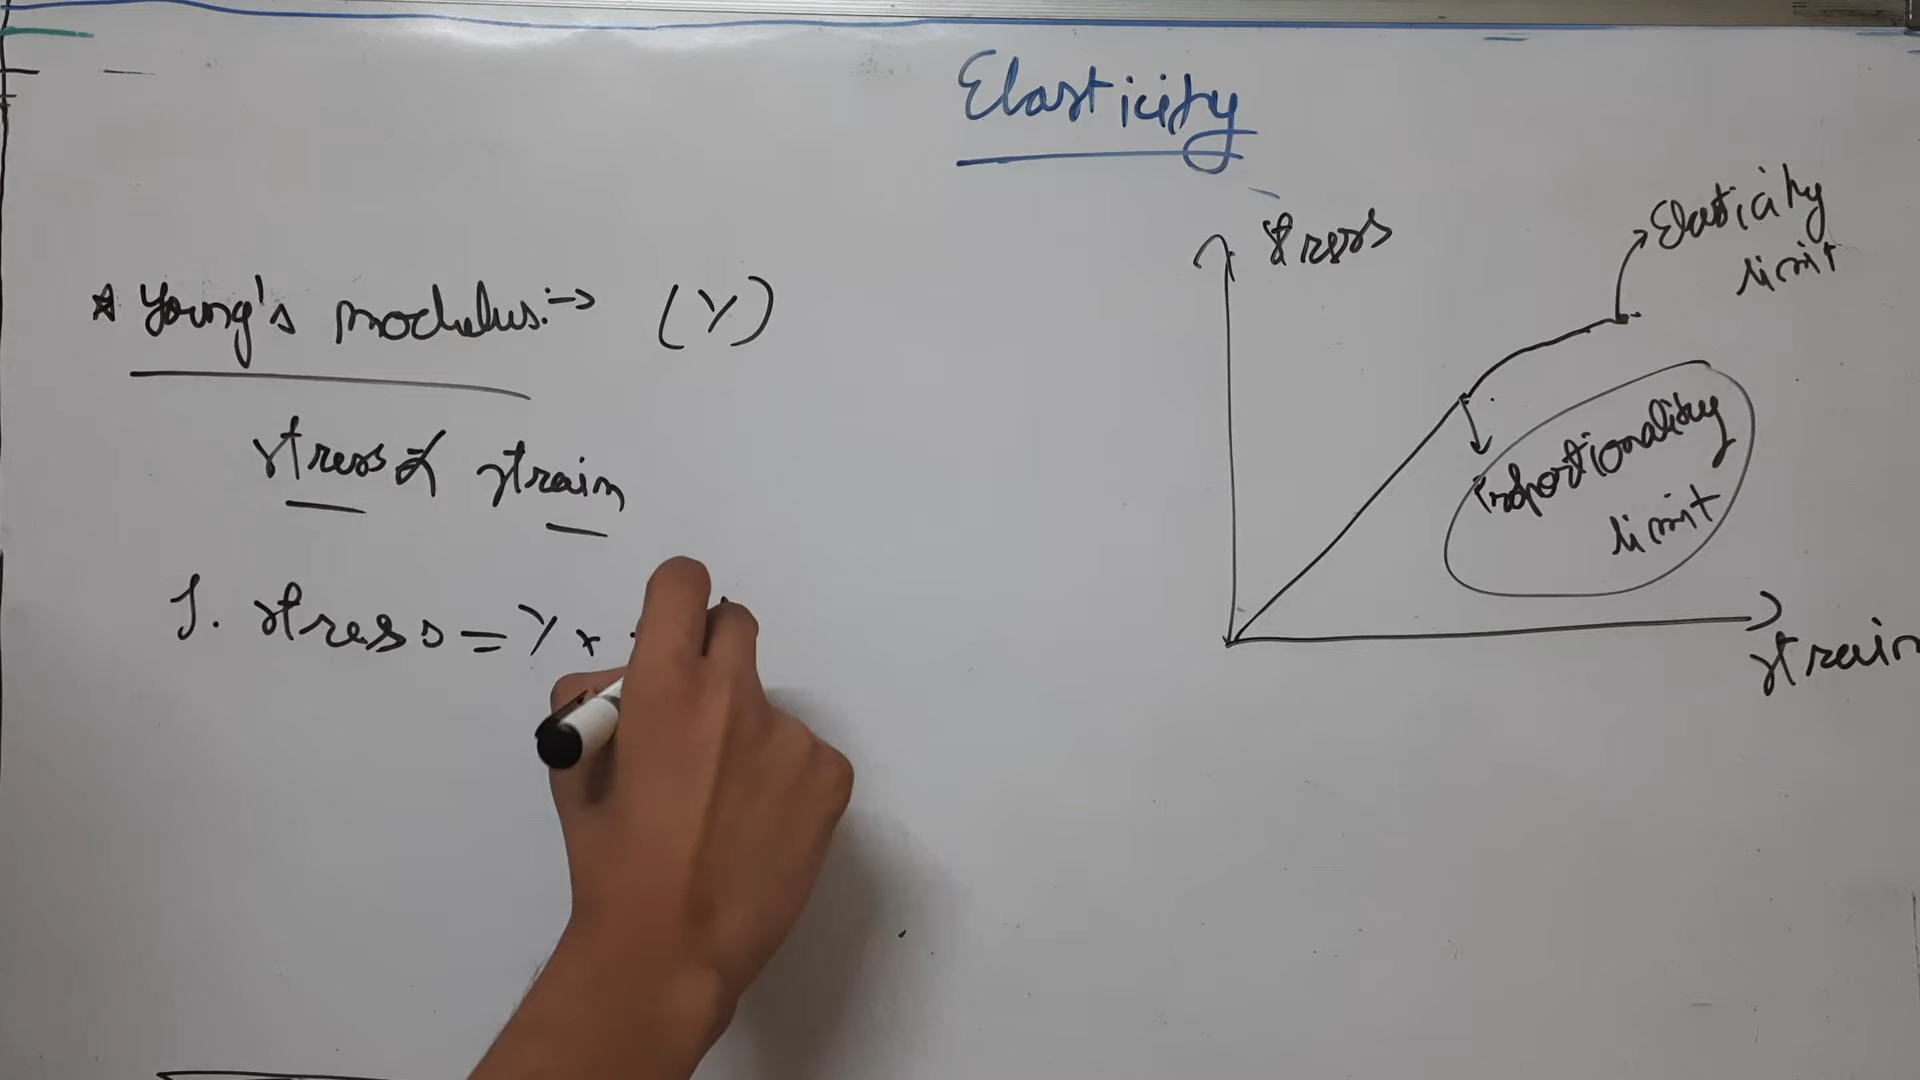 Elasticity
* Young's modulus:→ (Y)
stress ∝ strain
1. stress = Y ×
stress
Elasticity
limit
Proportionality
limit
strain